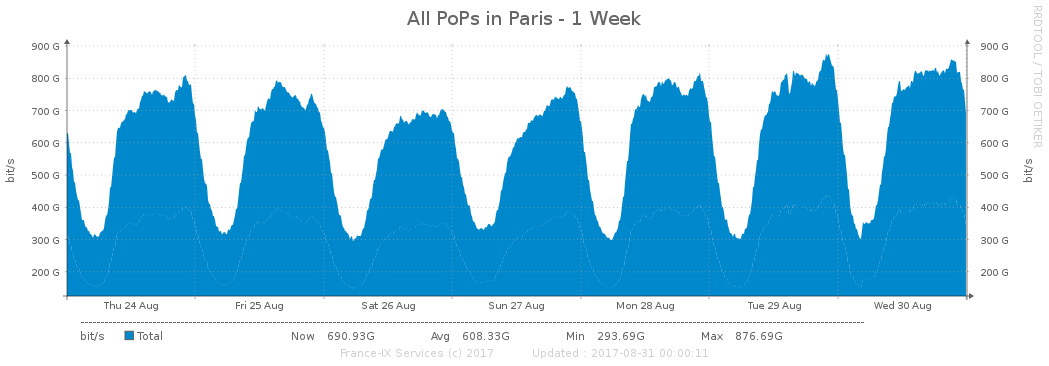 All PoPs in Paris - 1 Week
RRDTOOL / TOBI OETIKER
900 G 900 G
800 G 800 G
700 G 700 G
600 G 600 G
500 G 500 G
400 G 400 G
300 G 300 G
200 G 200 G
bit/s bit/s
Thu 24 Aug Fri 25 Aug Sat 26 Aug Sun 27 Aug Mon 28 Aug Tue 29 Aug Wed 30 Aug
bit/s Total Now 690.93G Avg 608.33G Min 293.69G Max 876.69G
France-IX Services (c) 2017 Updated : 2017-08-31 00:00:11